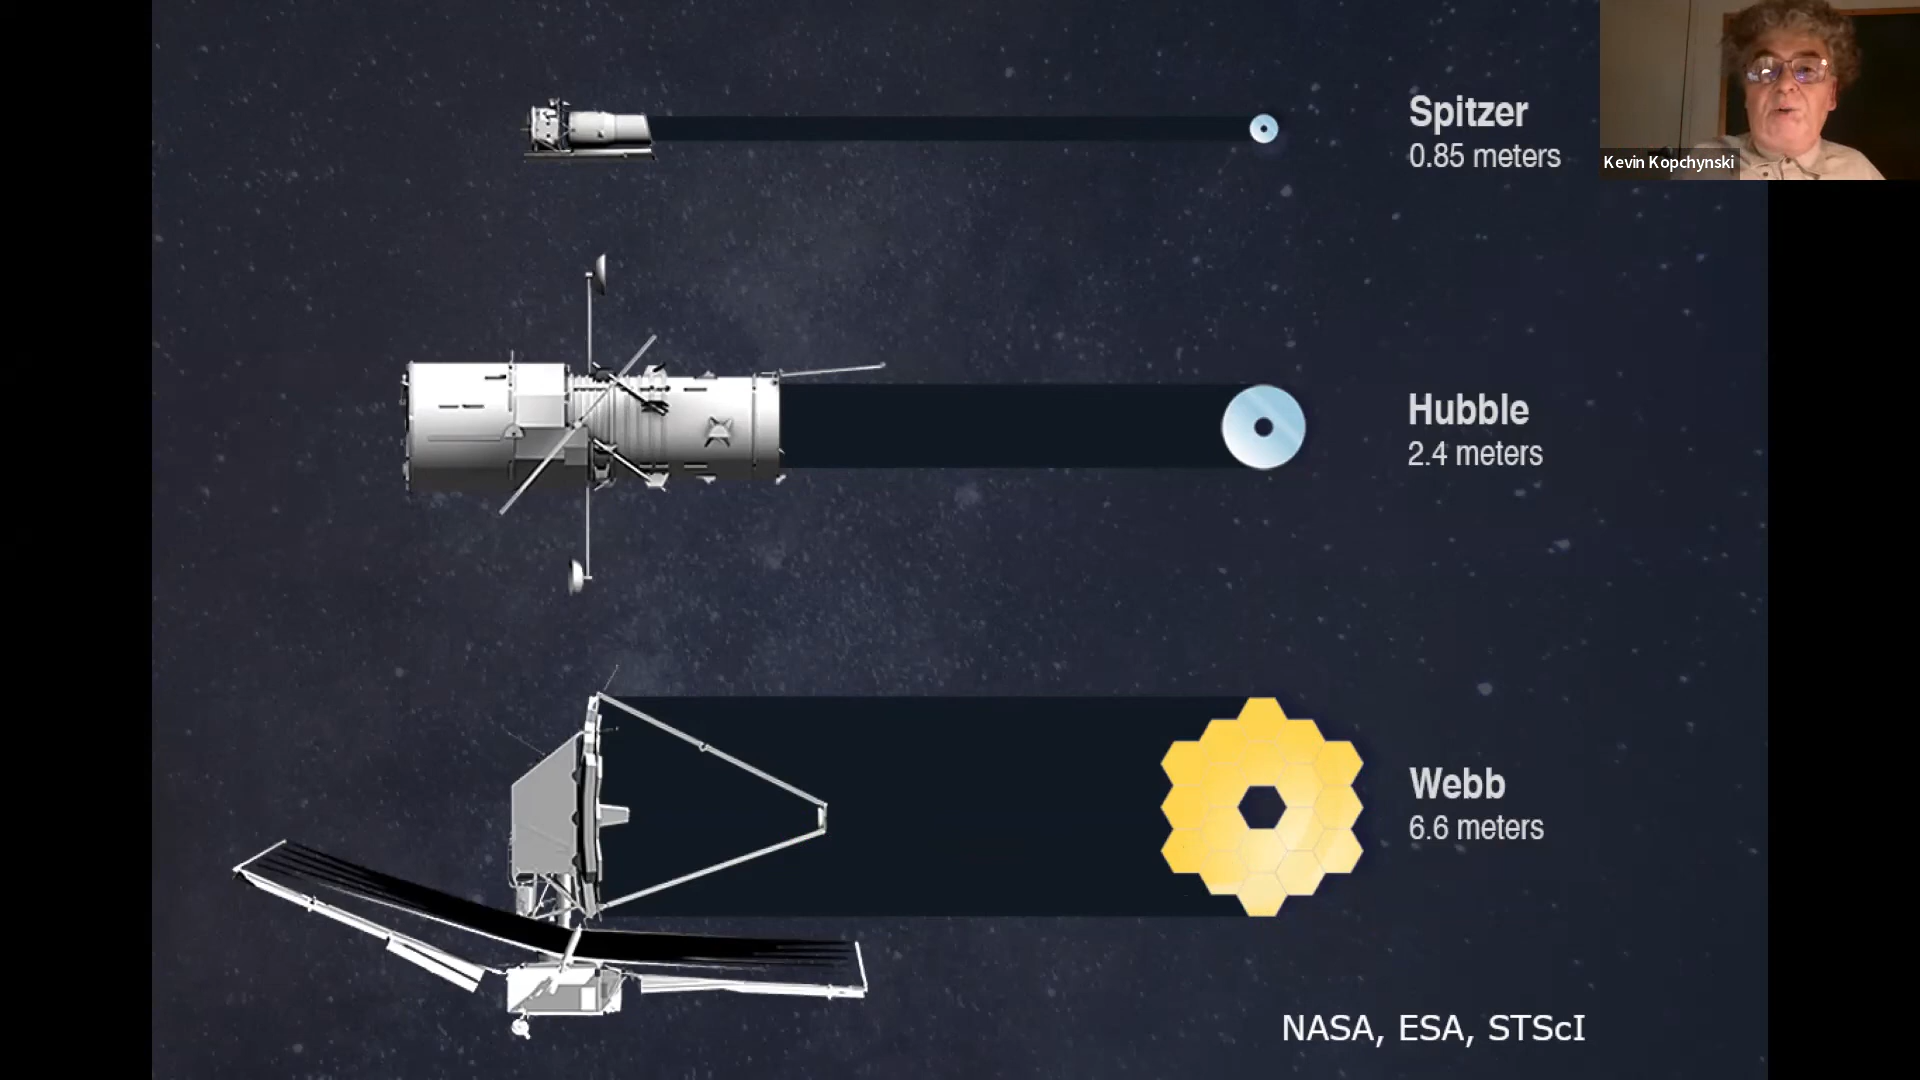 Spitzer
0.85 meters
Kevin Kopchynski
Hubble
2.4 meters
Webb
6.6 meters
NASA, ESA, STScI